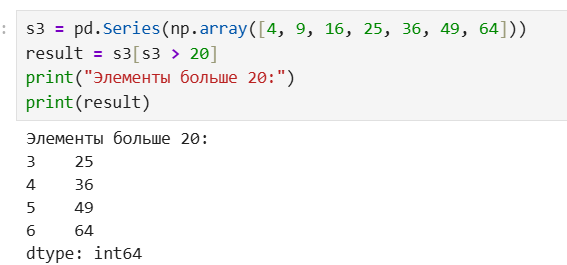 s3 = pd.Series(np.array([4, 9, 16, 25, 36, 49, 64]))
result = s3[s3 > 20]
print("Элементы больше 20:")
print(result)
Элементы больше 20:
3    25
4    36
5    49
6    64
dtype: int64